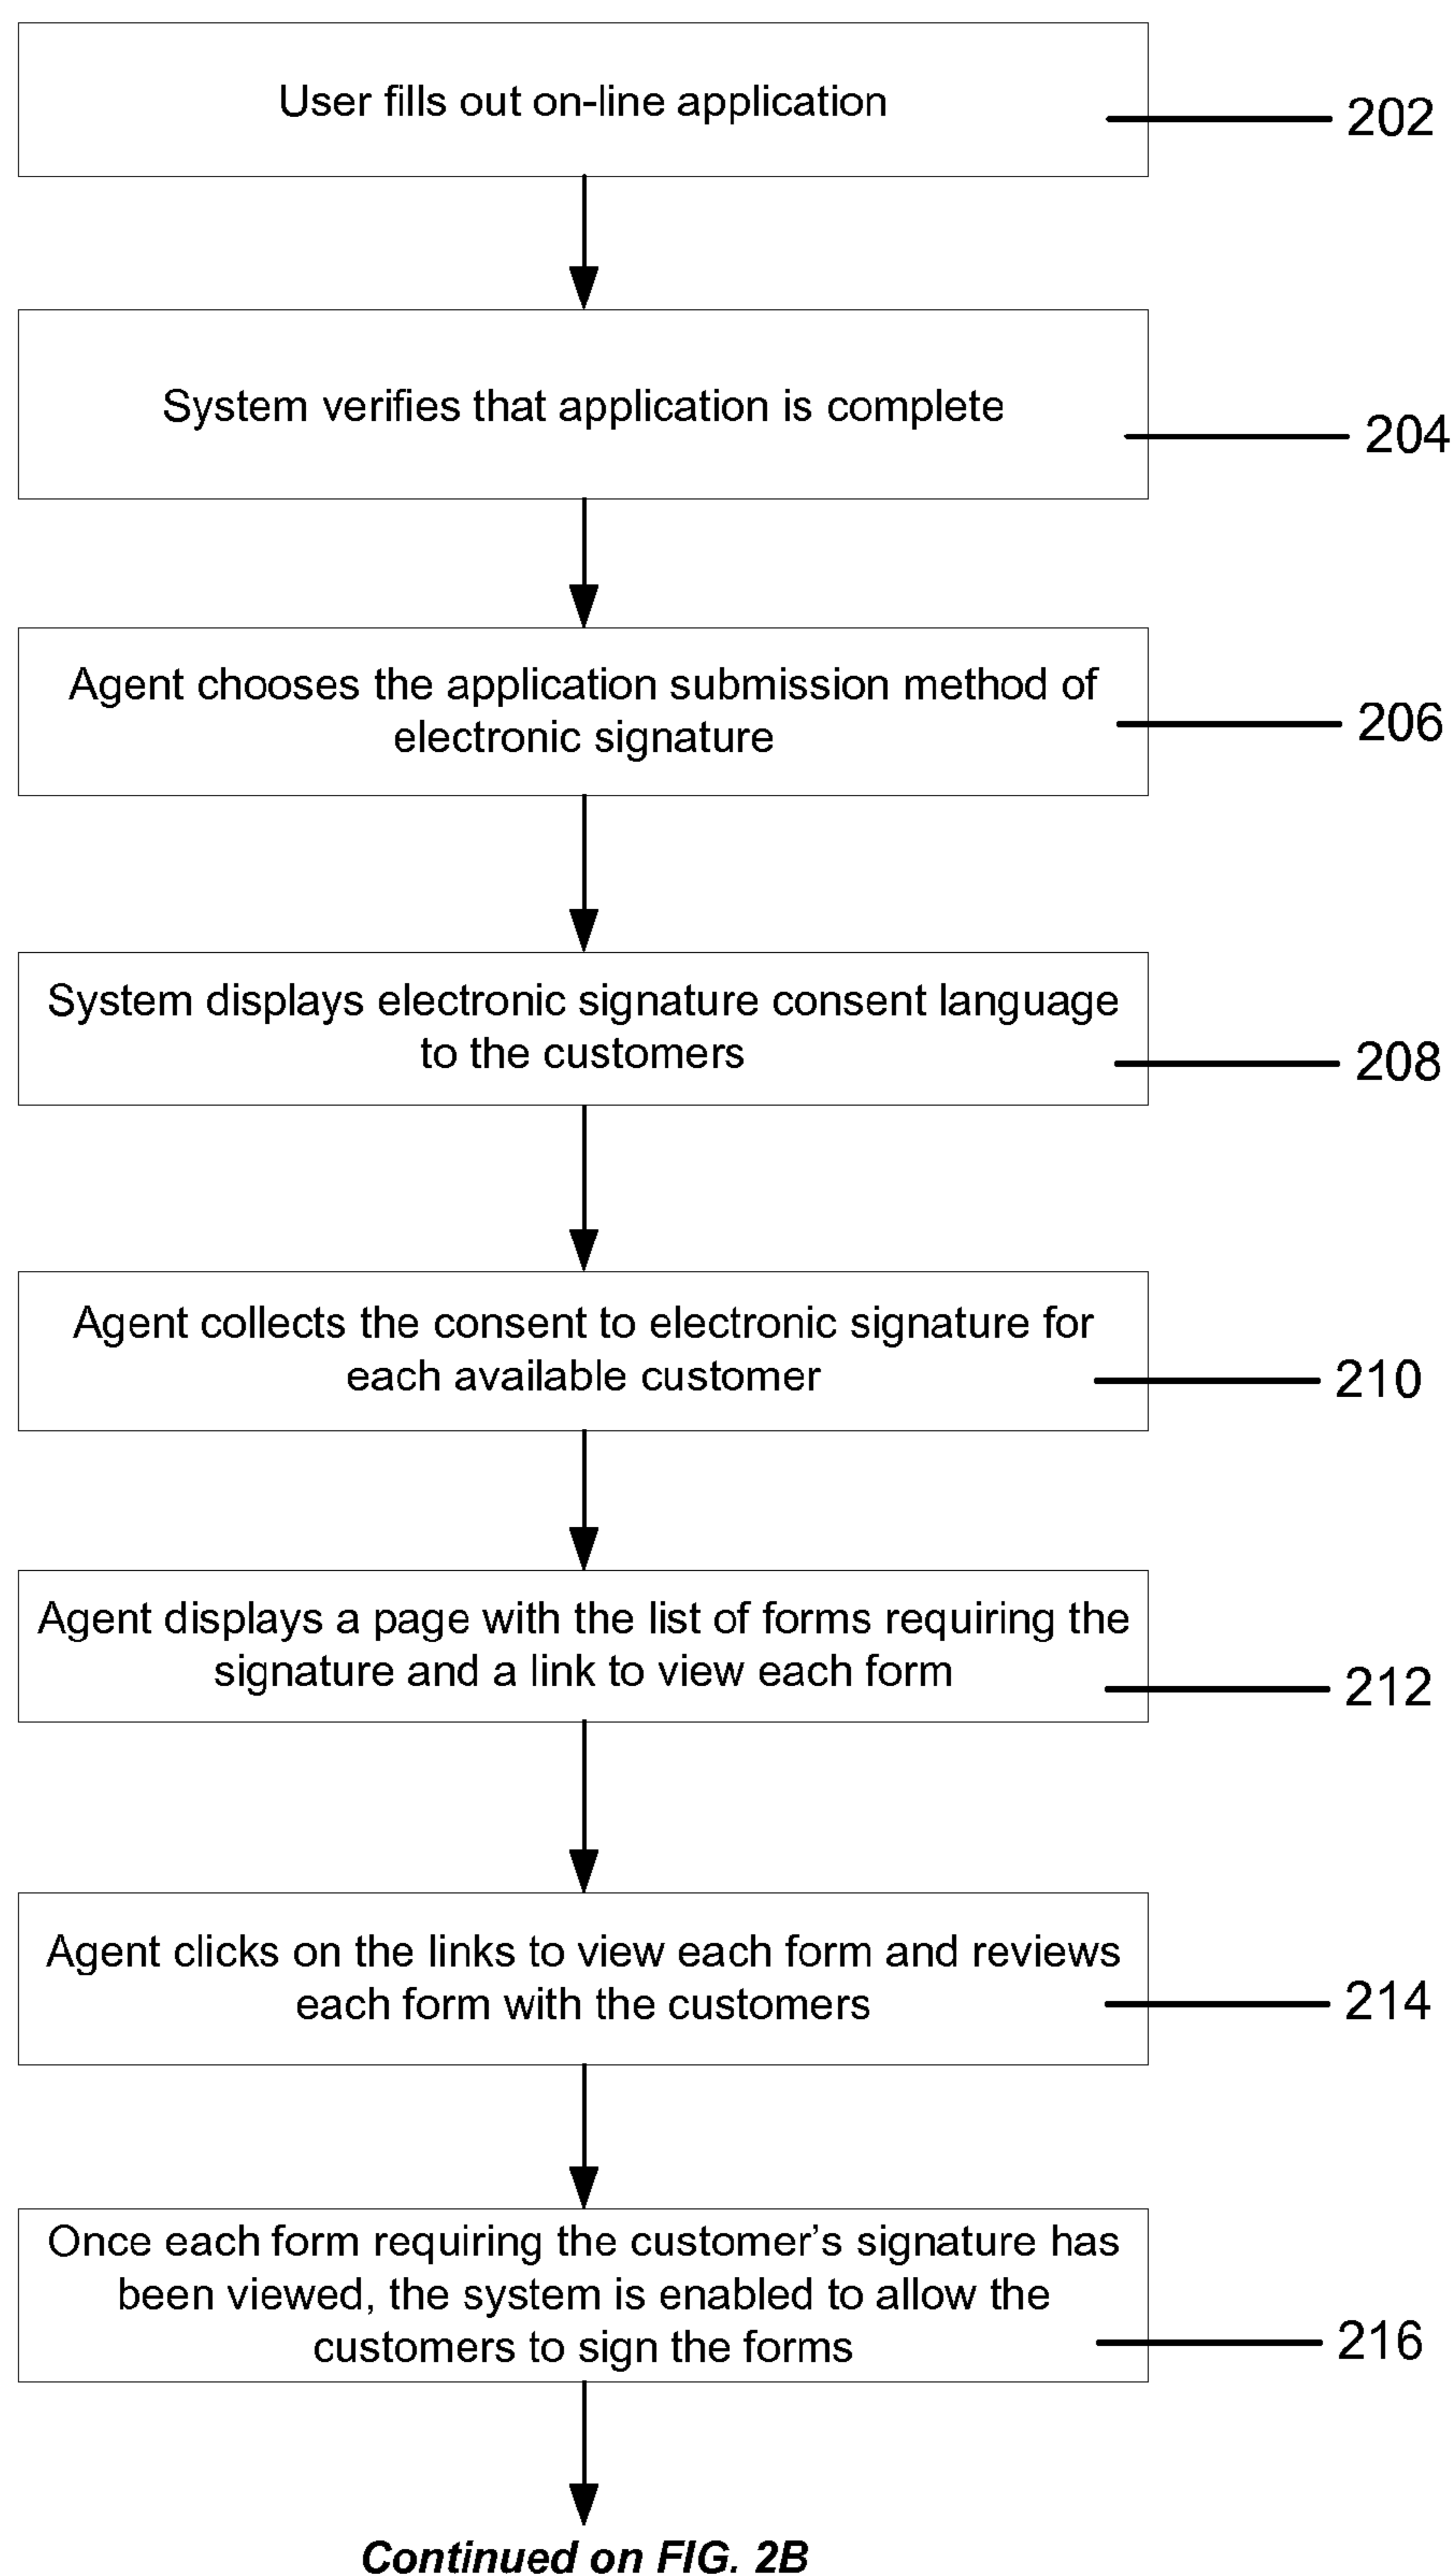 User fills out on-line application
202
System verifies that application is complete
204
Agent chooses the application submission method of
electronic signature
206
System displays electronic signature consent language
to the customers
208
Agent collects the consent to electronic signature for
each available customer
210
Agent displays a page with the list of forms requiring the
signature and a link to view each form
212
Agent clicks on the links to view each form and reviews
each form with the customers
214
Once each form requiring the customer’s signature has
been viewed, the system is enabled to allow the
customers to sign the forms
216
Continued on FIG. 2B